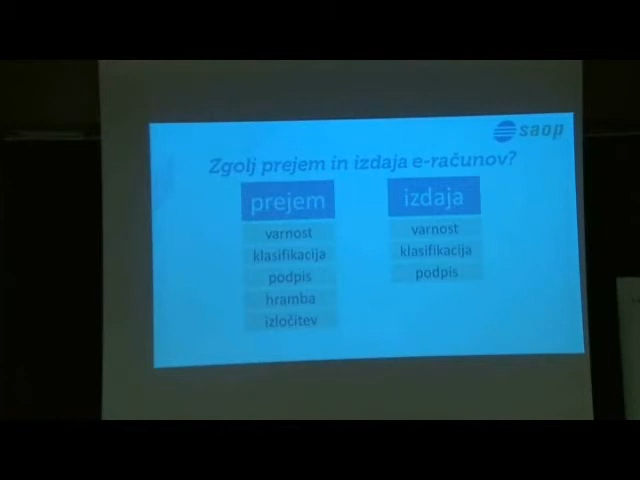 saop
Zgolj prejem in izdaja e-računov?
prejem
varnost
klasifikacija
podpis
hramba
izločitev
izdaja
varnost
klasifikacija
podpis